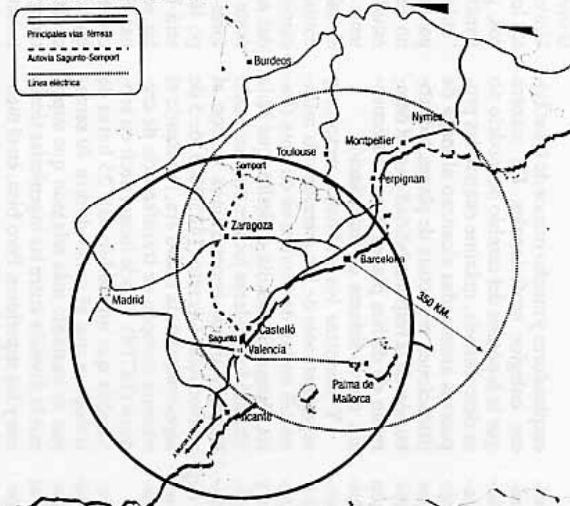 Principales vías férreas
Autovía Sagunto-Somport
Línea eléctrica
Burdeos
Nymes
Montpellier
Toulouse
Somport
Perpignan
Zaragoza
Barcelona
Madrid
350 KM.
Castelló
Sagunto
Valencia
Palma de
Mallorca
Alicante